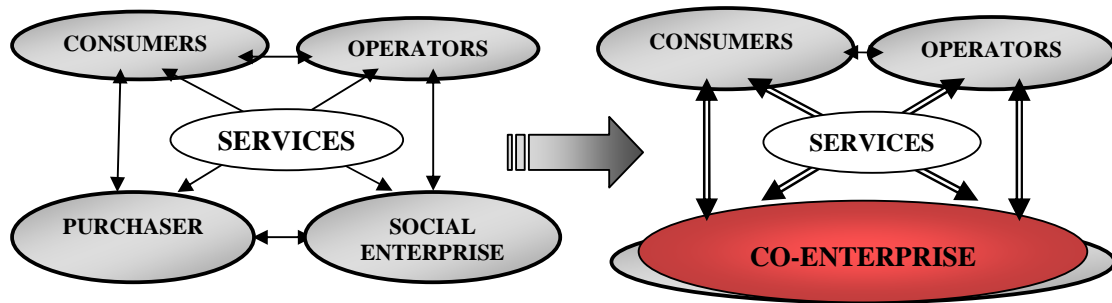 CONSUMERS
OPERATORS
SERVICES
PURCHASER
SOCIAL
ENTERPRISE
CONSUMERS
OPERATORS
SERVICES
CO-ENTERPRISE